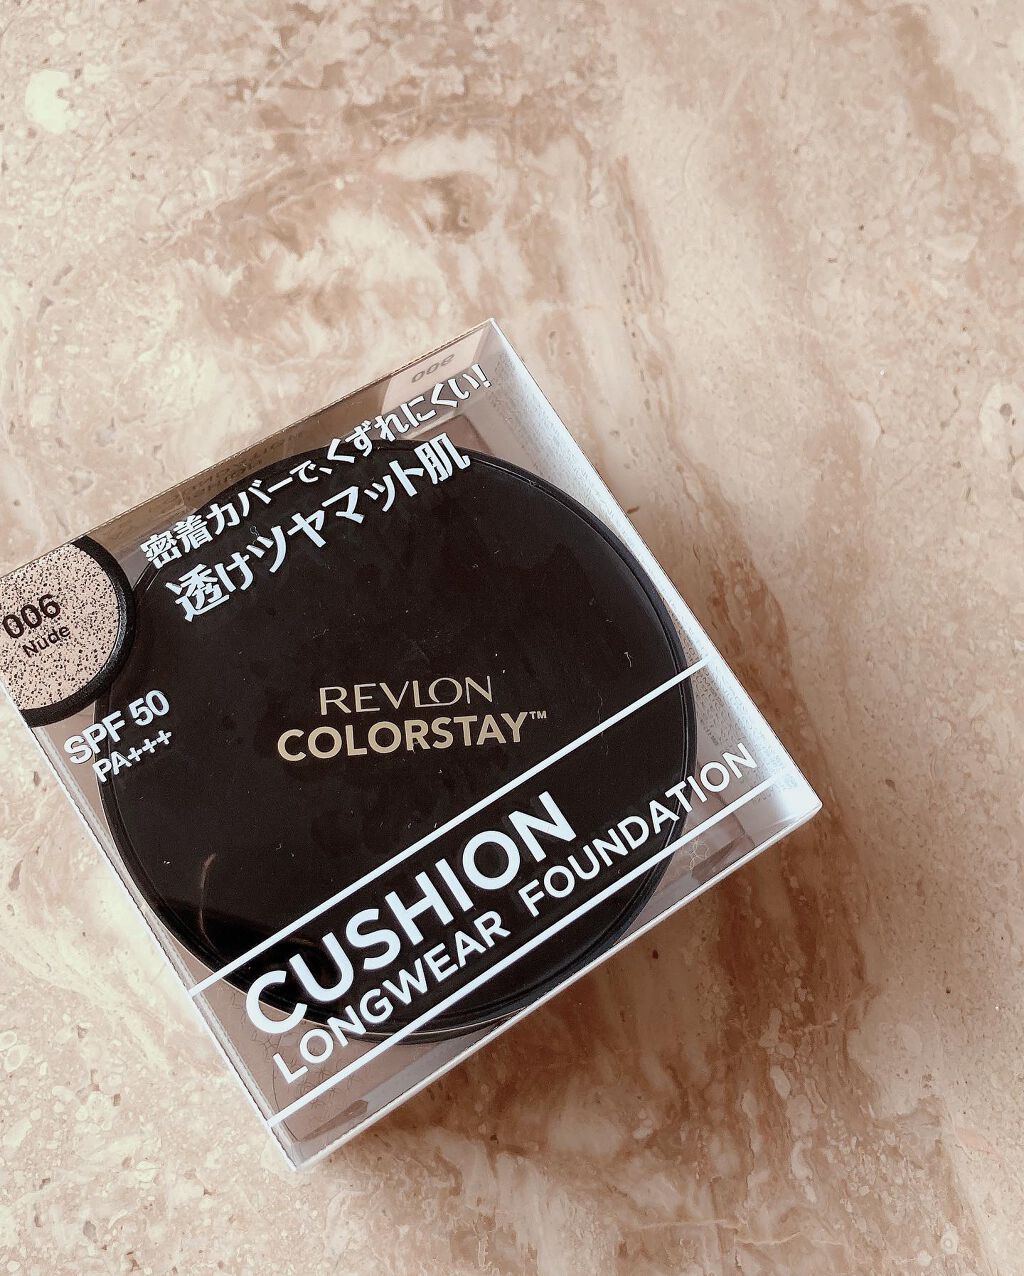 006
密着カバーで、くずれにくい!
透けツヤマット肌
006
Nude
SPF 50
PA+++
REVLON
COLORSTAY™
CUSHION
LONGWEAR FOUNDATION